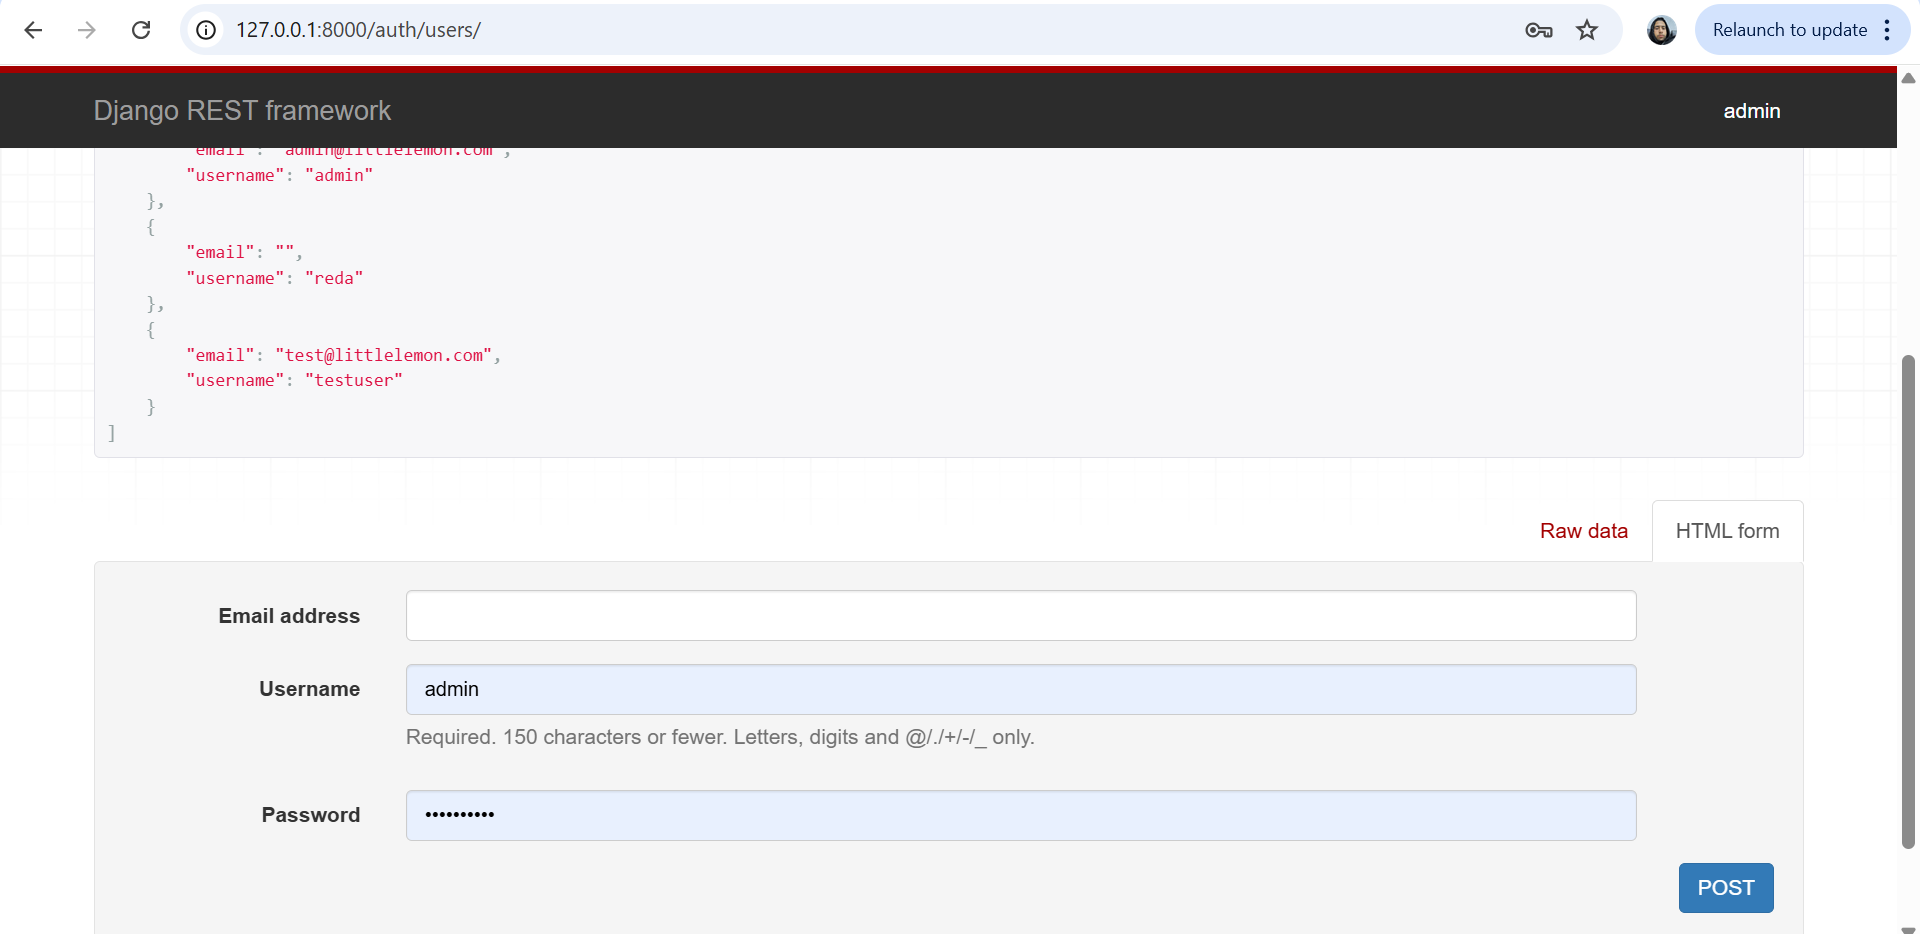 127.0.0.1:8000/auth/users/
Relaunch to update
Django REST framework
admin
"email": "admin@littlelemon.com",
"username": "admin"
},
{
"email": "",
"username": "reda"
},
{
"email": "test@littlelemon.com",
"username": "testuser"
}
]
Raw data
HTML form
Email address
Username
admin
Required. 150 characters or fewer. Letters, digits and @/./+/-/_ only.
Password
••••••••••
POST